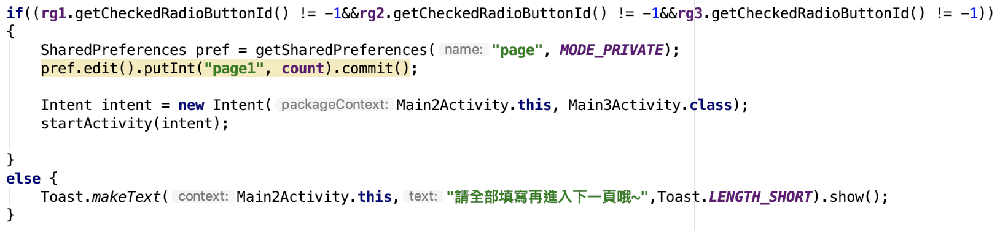 if((rg1.getCheckedRadioButtonId() != -1&&rg2.getCheckedRadioButtonId() != -1&&rg3.getCheckedRadioButtonId() != -1))
{
SharedPreferences pref = getSharedPreferences( name: "page", MODE_PRIVATE);
pref.edit().putInt("page1", count).commit();
Intent intent = new Intent( packageContext: Main2Activity.this, Main3Activity.class);
startActivity(intent);
}
else {
Toast.makeText( context: Main2Activity.this, text: "請全部填寫再進入下一頁哦~",Toast.LENGTH_SHORT).show();
}